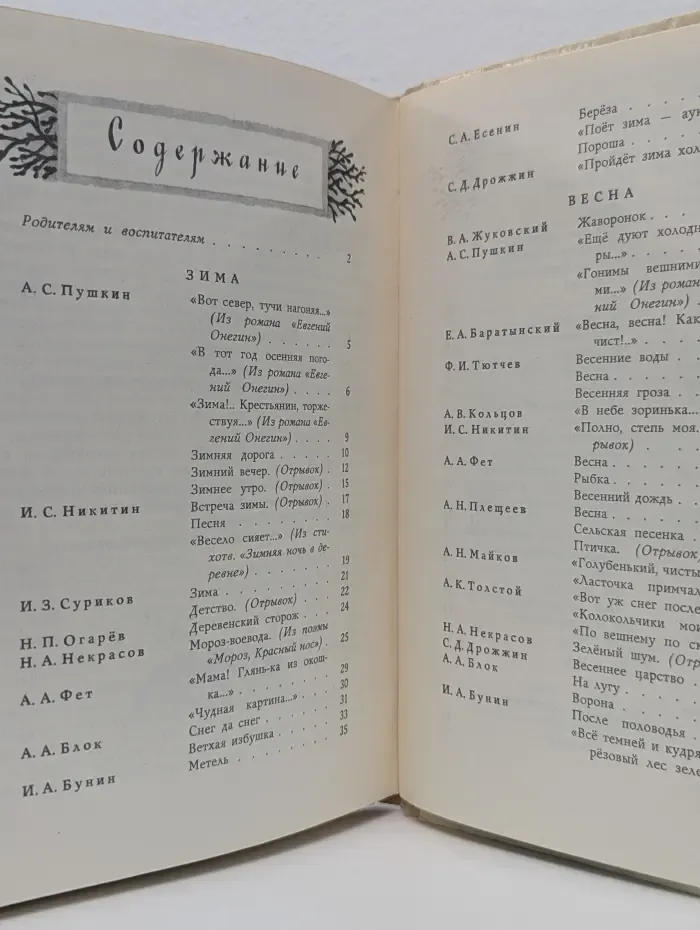 Содержание
Родителям и воспитателям . . . . . . . . . 2
ЗИМА
А. С. Пушкин
«Вот север, тучи нагоняя...»
(Из романа «Евгений
Онегин») . . . . . . 5
«В тот год осенняя пого-
да...» (Из романа «Евге-
ний Онегин») . . . . 6
«Зима!.. Крестьянин, торже-
ствуя...» (Из романа «Ев-
гений Онегин») . . . . 9
Зимняя дорога . . . . . 10
Зимний вечер. (Отрывок) . 12
Зимнее утро. (Отрывок) . 15
И. С. Никитин Встреча зимы. (Отрывок) . 17
Песня . . . . . . . . 18
«Весело сияет...» (Из сти-
хотв. «Зимняя ночь в де-
ревне») . . . . . . . 19
И. З. Суриков Зима . . . . . . . . 21
Детство. (Отрывок) . . . 22
Н. П. Огарёв Деревенский сторож . . . 24
Н. А. Некрасов Мороз-воевода. (Из поэмы
«Мороз, Красный нос») . 25
А. А. Фет «Мама! Глянь-ка из окош-
ка...» . . . . . . . . 29
«Чудная картина...» . . . 30
Снег да снег . . . . . . 31
А. А. Блок Ветхая избушка . . . . 33
И. А. Бунин Метель . . . . . . . . 35
С. А. Есенин Берёза . . . .
«Поёт зима — аук
Пороша . . . .
С. Д. Дрожжин «Пройдёт зима хол
ВЕСНА
В. А. Жуковский Жаворонок . . .
А. С. Пушкин «Ещё дуют холодн
ры...» . . . .
«Гонимы вешними
ми...» (Из роман
ний Онегин») .
Е. А. Баратынский «Весна, весна! Как
чист!..» . . . .
Ф. И. Тютчев Весенние воды . .
Весна . . . . .
Весенняя гроза . .
А. В. Кольцов «В небе зоринька...
И. С. Никитин «Полно, степь моя.
рывок) . . .
А. А. Фет Весна . . . . .
Рыбка . . . . .
Весенний дождь . .
А. Н. Плещеев Весна . . . . .
Сельская песенка .
А. Н. Майков Птичка. (Отрывок)
«Голубенький, чисты
А. К. Толстой «Ласточка примчал
«Вот уж снег после
«Колокольчики мои
Н. А. Некрасов «По вешнему по ск
С. Д. Дрожжин Зелёный шум. (Отр
А. А. Блок Весеннее царство .
На лугу . . . .
И. А. Бунин Ворона . . . .
После половодья .
«Всё темней и кудря
рёзовый лес зеле